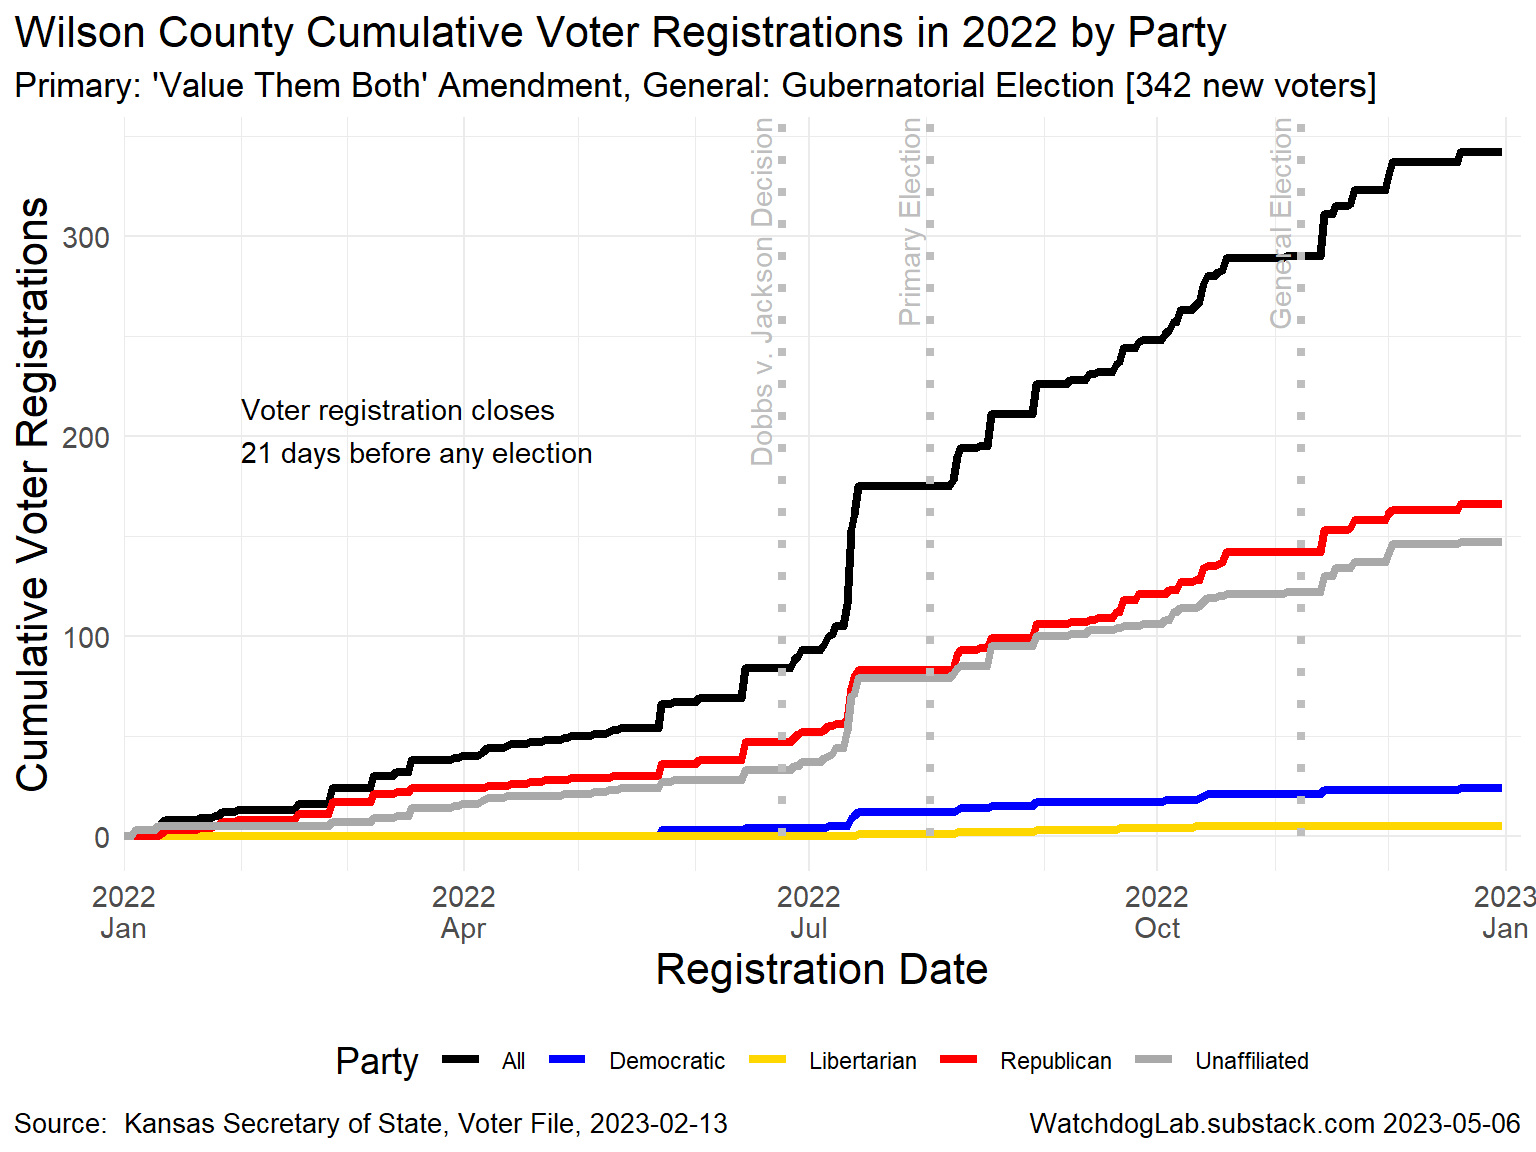 Wilson County Cumulative Voter Registrations in 2022 by Party
Primary: 'Value Them Both' Amendment, General: Gubernatorial Election [342 new voters]
Cumulative Voter Registrations
300
200
100
0
Dobbs v. Jackson Decision
Primary Election
General Election
Voter registration closes
21 days before any election
2022
Jan
2022
Apr
2022
Jul
2022
Oct
2023
Jan
Registration Date
Party
All
Democratic
Libertarian
Republican
Unaffiliated
Source:  Kansas Secretary of State, Voter File, 2023-02-13
WatchdogLab.substack.com 2023-05-06